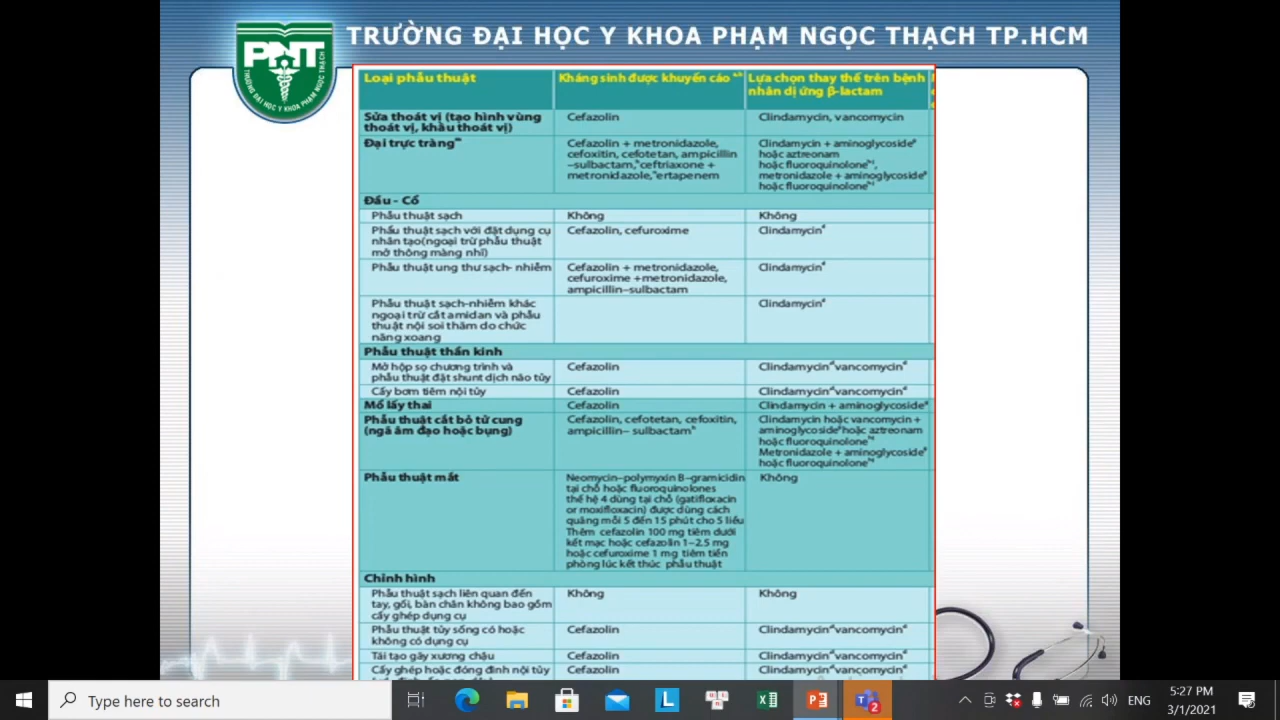 TRƯỜNG ĐẠI HỌC Y KHOA PHẠM NGỌC THẠCH TP.HCM
PNT
TRƯỜNG ĐẠI HỌC Y KHOA PHẠM NGỌC THẠCH
Loại phẫu thuật
Kháng sinh được khuyến cáo
Lựa chọn thay thế trên bệnh
nhân dị ứng β-lactam
Sửa thoát vị (tạo hình vùng
thoát vị, khâu thoát vị)
Cefazolin
Clindamycin, vancomycin
Đại trực tràng
Cefazolin + metronidazole,
cefoxitin, cefotetan, ampicillin
–sulbactam, ceftriaxone +
metronidazole, ertapenem
Clindamycin + aminoglycoside
hoặc aztreonam
hoặc fluoroquinolone,
metronidazole + aminoglycoside
hoặc fluoroquinolone
Đầu - Cổ
Phẫu thuật sạch
Không
Không
Phẫu thuật sạch với đặt dụng cụ
nhân tạo(ngoại trừ phẫu thuật
mở thông màng nhĩ)
Cefazolin, cefuroxime
Clindamycin
Phẫu thuật ung thư sạch- nhiễm
Cefazolin + metronidazole,
cefuroxime +metronidazole,
ampicillin–sulbactam
Clindamycin
Phẫu thuật sạch-nhiễm khác
ngoại trừ cắt amidan và phẫu
thuật nội soi thăm do chức
năng xoang
Clindamycin
Phẫu thuật thần kinh
Mở hộp sọ chương trình và
phẫu thuật đặt shunt dịch não tủy
Cefazolin
Clindamycin vancomycin
Cấy bơm tiêm nội tủy
Cefazolin
Clindamycin vancomycin
Mổ lấy thai
Cefazolin
Clindamycin + aminoglycoside
Phẫu thuật cắt bỏ tử cung
(ngã âm đạo hoặc bụng)
Cefazolin, cefotetan, cefoxitin,
ampicillin– sulbactam
Clindamycin hoặc vancomycin +
aminoglycoside hoặc aztreonam
hoặc fluoroquinolone
Metronidazole + aminoglycoside
hoặc fluoroquinolone
Phẫu thuật mắt
Neomycin–polymyxin B–gramicidin
tại chỗ hoặc fluoroquinolones
thế hệ 4 dùng tại chỗ (gatifloxacin
or moxifloxacin) được dùng cách
quãng mỗi 5 đến 15 phút cho 5 liều
Thêm cefazolin 100 mg tiêm dưới
kết mạc hoặc cefazolin 1–2.5 mg
hoặc cefuroxime 1 mg tiêm tiền
phòng lúc kết thúc phẫu thuật
Không
Chỉnh hình
Phẫu thuật sạch liên quan đến
tay, gối, bàn chân không bao gồm
cấy ghép dụng cụ
Không
Không
Phẫu thuật tủy sống có hoặc
không có dụng cụ
Cefazolin
Clindamycin vancomycin
Tái tạo gãy xương chậu
Cefazolin
Clindamycin vancomycin
Cấy ghép hoặc đóng đinh nội tủy
Cefazolin
Clindamycin vancomycin
Type here to search
ENG
5:27 PM
3/1/2021